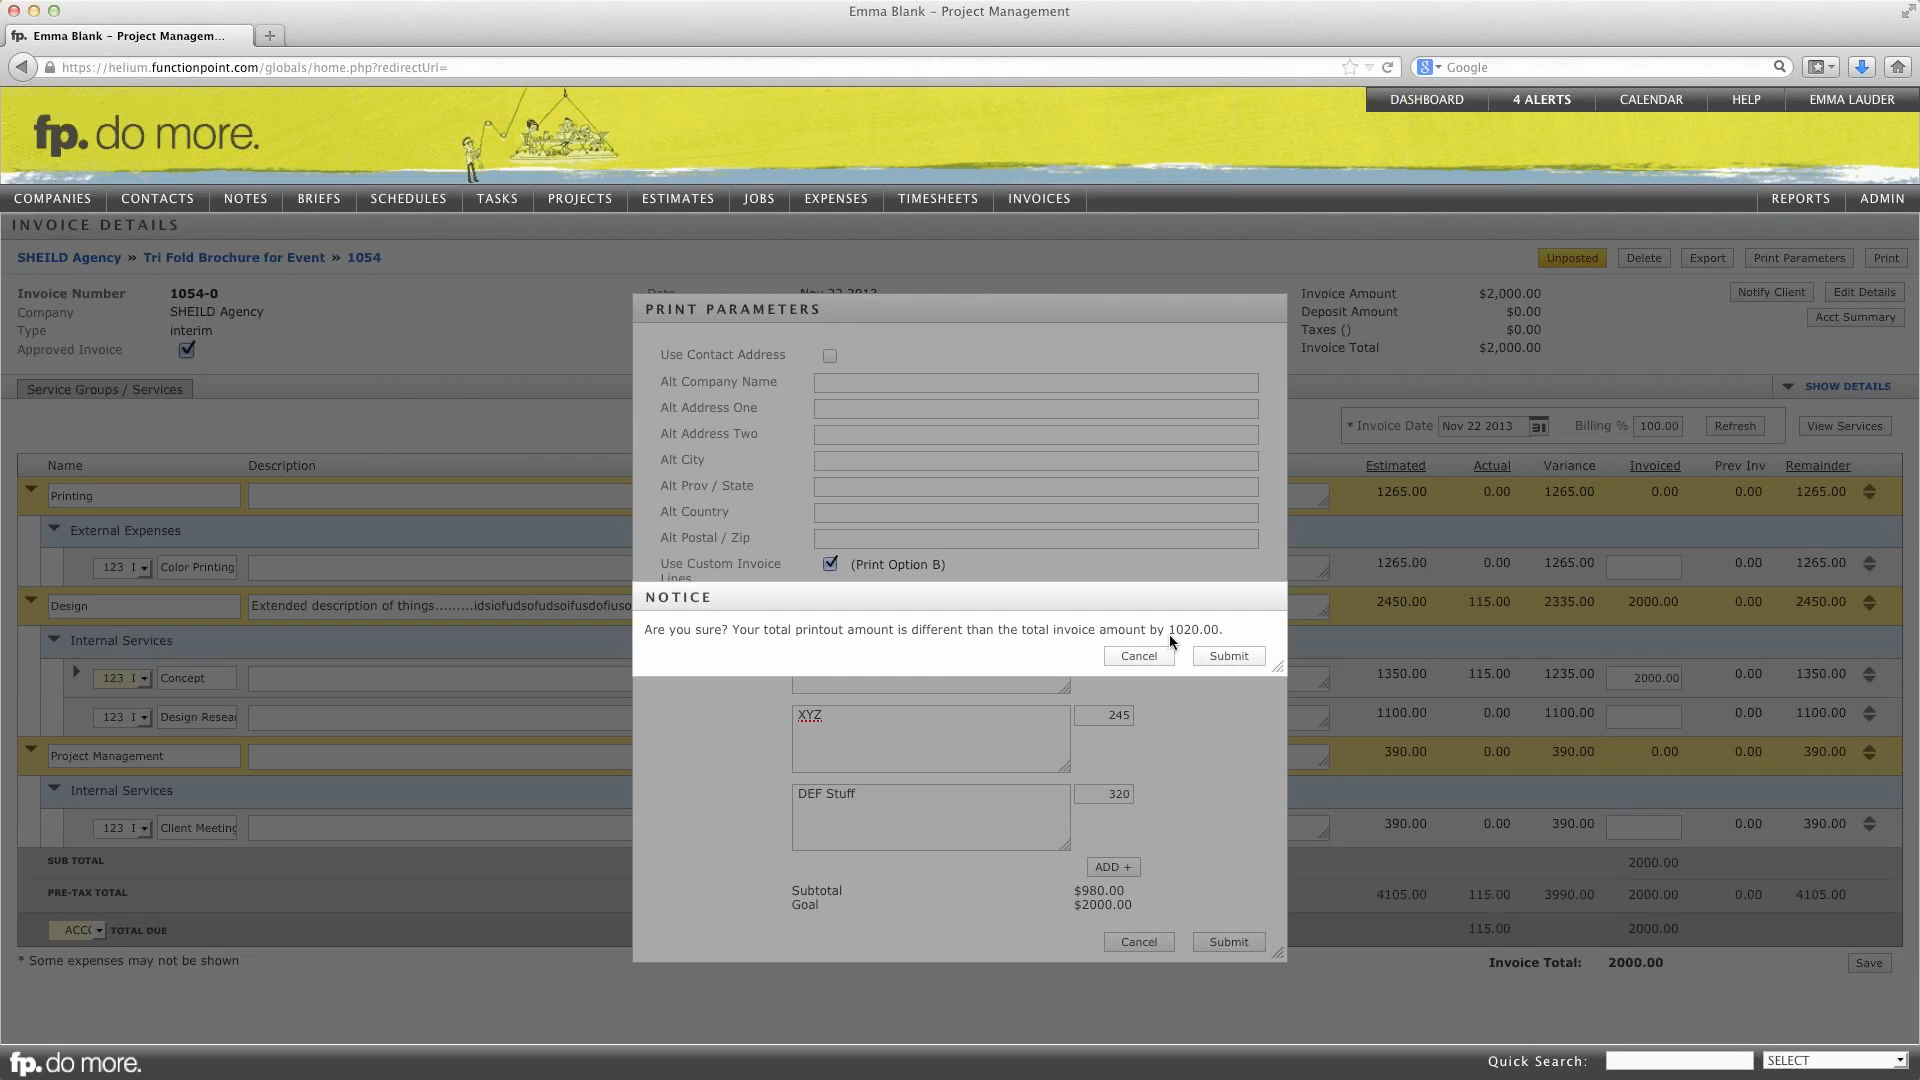 Emma Blank – Project Management
fp. Emma Blank – Project Managem...
https://helium.functionpoint.com/globals/home.php?redirectUrl=
Google
DASHBOARD
4 ALERTS
CALENDAR
HELP
EMMA LAUDER
fp. do more.
COMPANIES
CONTACTS
NOTES
BRIEFS
SCHEDULES
TASKS
PROJECTS
ESTIMATES
JOBS
EXPENSES
TIMESHEETS
INVOICES
REPORTS
ADMIN
INVOICE DETAILS
SHEILD Agency » Tri Fold Brochure for Event » 1054
Unposted
Delete
Export
Print Parameters
Print
Invoice Number 1054-0
Company SHEILD Agency
Type interim
Approved Invoice
Date Nov 22 2013
Invoice Amount $2,000.00
Deposit Amount $0.00
Taxes () $0.00
Invoice Total $2,000.00
Notify Client
Edit Details
Acct Summary
Service Groups / Services
SHOW DETAILS
* Invoice Date Nov 22 2013 31
Billing % 100.00
Refresh
View Services
Name Description Estimated Actual Variance Invoiced Prev Inv Remainder
Printing 1265.00 0.00 1265.00 0.00 0.00 1265.00
External Expenses
123 I Color Printing 1265.00 0.00 1265.00 0.00 1265.00
Design Extended description of things.........idsiofudsofudsoifusdofiuso 2450.00 115.00 2335.00 2000.00 0.00 2450.00
Internal Services
123 I Concept 1350.00 115.00 1235.00 2000.00 0.00 1350.00
123 I Design Resea 1100.00 0.00 1100.00 0.00 1100.00
Project Management 390.00 0.00 390.00 0.00 0.00 390.00
Internal Services
123 I Client Meeting 390.00 0.00 390.00 0.00 390.00
SUB TOTAL 2000.00
PRE-TAX TOTAL 4105.00 115.00 3990.00 2000.00 0.00 4105.00
ACC TOTAL DUE 115.00 2000.00
* Some expenses may not be shown
Invoice Total: 2000.00
Save
PRINT PARAMETERS
Use Contact Address
Alt Company Name
Alt Address One
Alt Address Two
Alt City
Alt Prov / State
Alt Country
Alt Postal / Zip
Use Custom Invoice Lines
(Print Option B)
NOTICE
Are you sure? Your total printout amount is different than the total invoice amount by 1020.00.
Cancel
Submit
XYZ 245
DEF Stuff 320
ADD +
Subtotal $980.00
Goal $2000.00
Cancel
Submit
fp. do more.
Quick Search:
SELECT